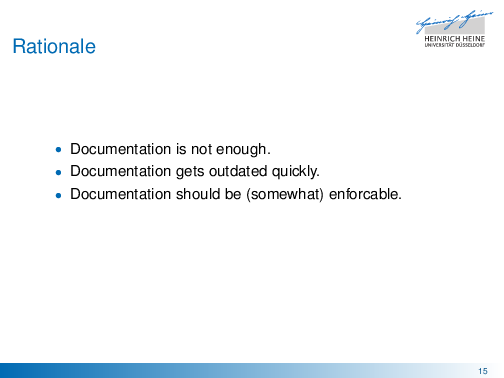 Rationale
HEINRICH HEINE
UNIVERSITÄT DÜSSELDORF
• Documentation is not enough.
• Documentation gets outdated quickly.
• Documentation should be (somewhat) enforcable.
15